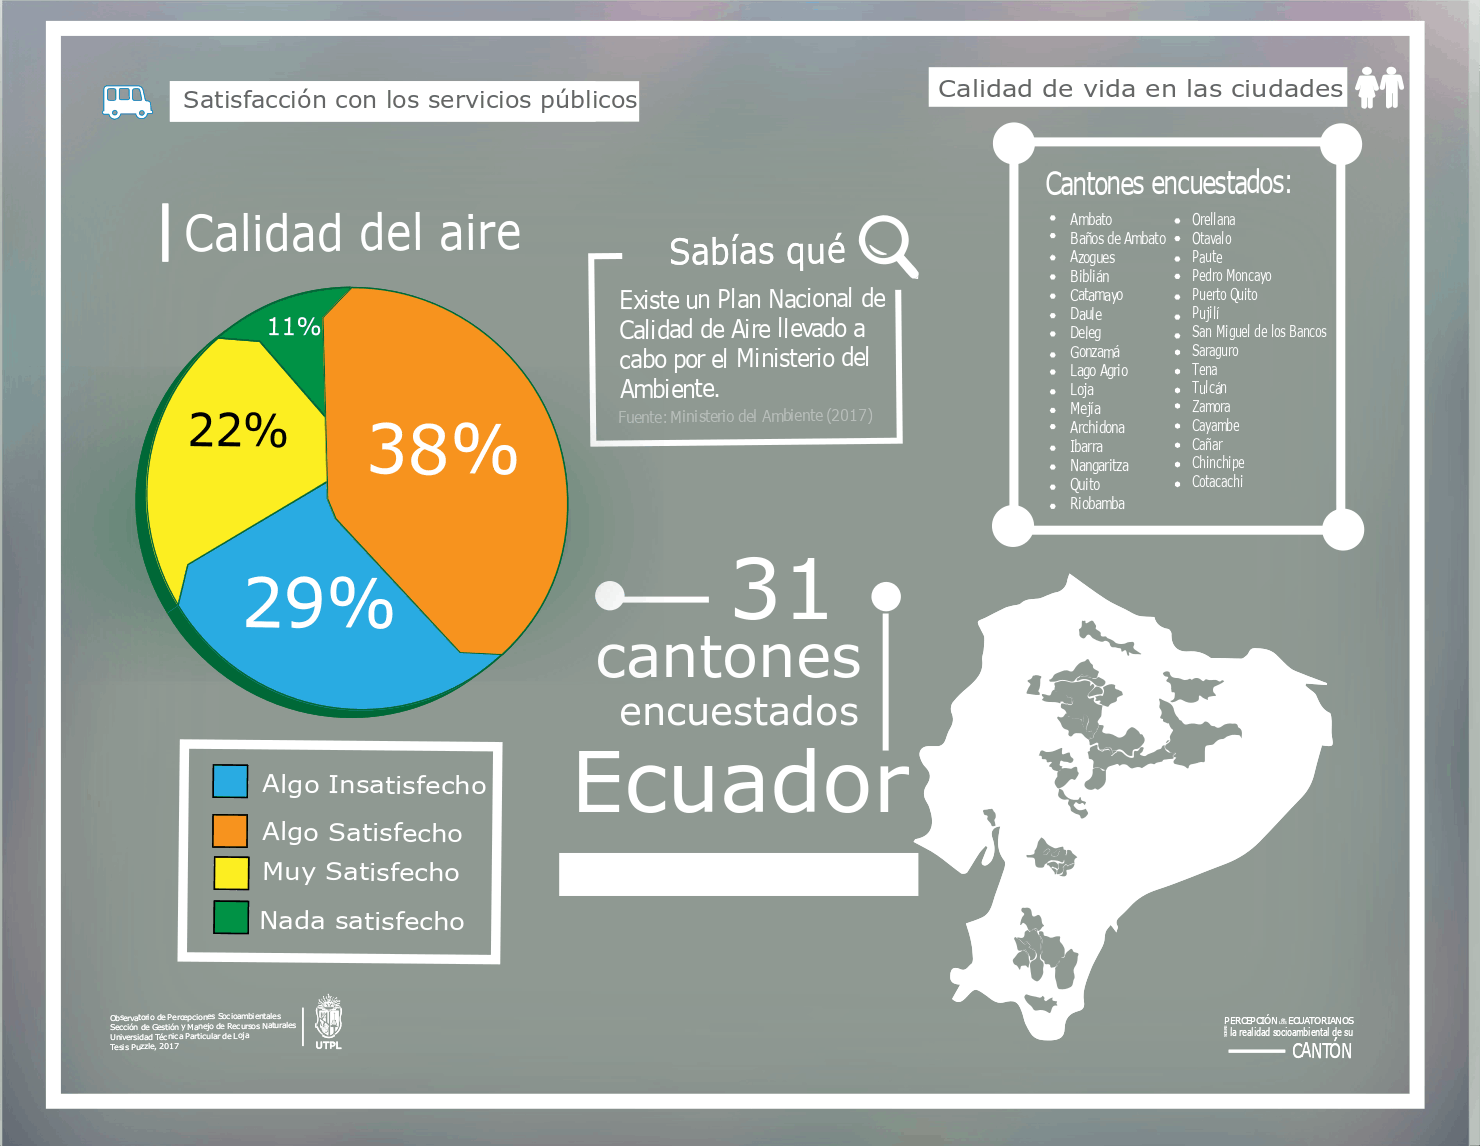 Satisfacción con los servicios públicos
Calidad de vida en las ciudades
Calidad del aire
11%
22%
38%
29%
Algo Insatisfecho
Algo Satisfecho
Muy Satisfecho
Nada satisfecho
Sabías qué
Existe un Plan Nacional de
Calidad de Aire llevado a
cabo por el Ministerio del
Ambiente.
Fuente: Ministerio del Ambiente (2017)
31
cantones
encuestados
Ecuador
Cantones encuestados:
Ambato
Baños de Ambato
Azogues
Biblián
Catamayo
Daule
Deleg
Gonzamá
Lago Agrio
Loja
Mejía
Archidona
Ibarra
Nangaritza
Quito
Riobamba
Orellana
Otavalo
Paute
Pedro Moncayo
Puerto Quito
Pujilí
San Miguel de los Bancos
Saraguro
Tena
Tulcán
Zamora
Cayambe
Cañar
Chinchipe
Cotacachi
Observatorio de Percepciones Socioambientales
Sección de Gestión y Manejo de Recursos Naturales
Universidad Técnica Particular de Loja
Tesis Puzzle, 2017
UTPL
PERCEPCIÓN ECUATORIANOS
la realidad socioambiental de su
CANTÓN